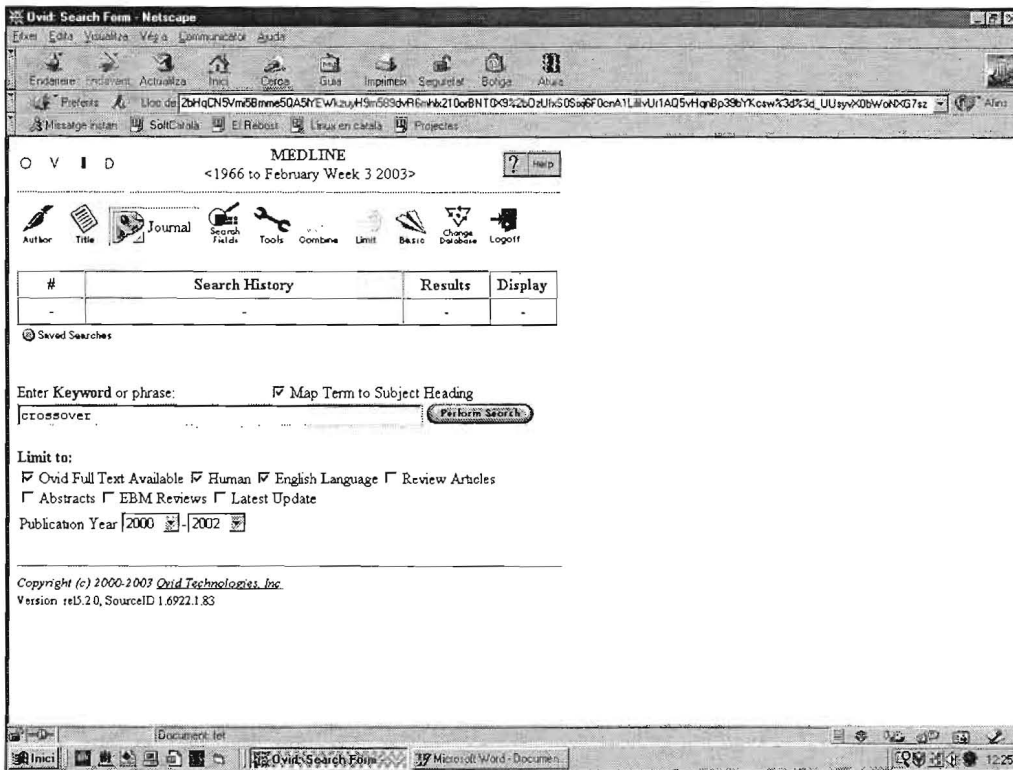 Ovid: Search Form - Netscape
Fitxer Edita Visualitza Vés a Communicator Ajuda
Endarrere Endavant Actualitza Inici Cerca Guia Imprimeix Seguretat Botiga Atura
Preferits Lloc de
Missatge instan SoftCatala El Rebost Linux en català Projectes
O V I D
MEDLINE
<1966 to February Week 3 2003>
? Help
Author Title Journal Search Fields Tools Combine Limit Basic Change Database Logoff
# Search History Results Display
- - - -
Saved Searches
Enter Keyword or phrase: Map Term to Subject Heading
crossover Perform Search
Limit to:
Ovid Full Text Available Human English Language Review Articles
Abstracts EBM Reviews Latest Update
Publication Year 2000 - 2002
Copyright (c) 2000-2003 Ovid Technologies, Inc
Version rel5.2.0, SourceID 1.6922.1.83
Document: fet
Inici Ovid: Search Form Microsoft Word - Documen... 12:25